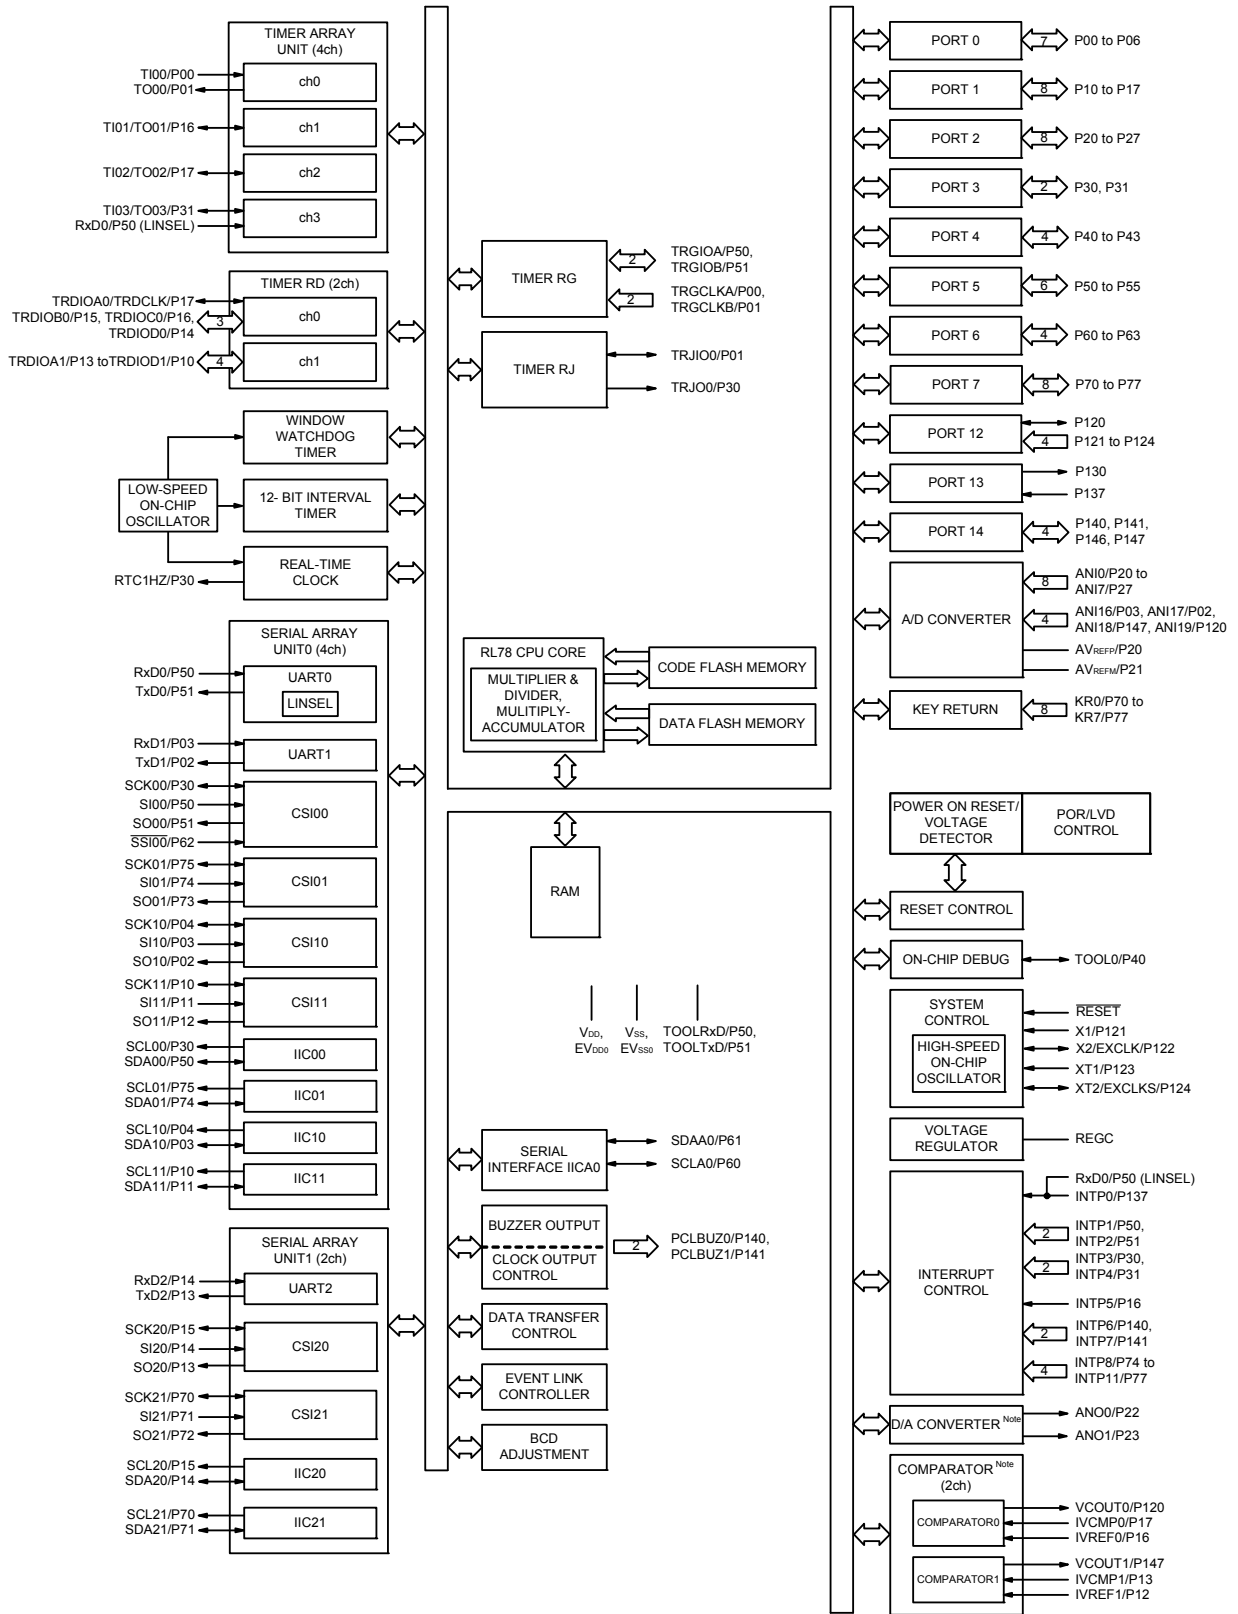 TIMER ARRAY
UNIT (4ch)
TI00/P00
TO00/P01
ch0
TI01/TO01/P16
ch1
TI02/TO02/P17
ch2
TI03/TO03/P31
RxD0/P50 (LINSEL)
ch3
TIMER RD (2ch)
TRDIOA0/TRDCLK/P17
TRDIOB0/P15, TRDIOC0/P16,
TRDIOD0/P14
3
ch0
TRDIOA1/P13 toTRDIOD1/P10
4
ch1
WINDOW
WATCHDOG
TIMER
LOW-SPEED
ON-CHIP
OSCILLATOR
12- BIT INTERVAL
TIMER
RTC1HZ/P30
REAL-TIME
CLOCK
SERIAL ARRAY
UNIT0 (4ch)
RxD0/P50
TxD0/P51
UART0
LINSEL
RxD1/P03
TxD1/P02
UART1
SCK00/P30
SI00/P50
SO00/P51
SSI00/P62
CSI00
SCK01/P75
SI01/P74
SO01/P73
CSI01
SCK10/P04
SI10/P03
SO10/P02
CSI10
SCK11/P10
SI11/P11
SO11/P12
CSI11
SCL00/P30
SDA00/P50
IIC00
SCL01/P75
SDA01/P74
IIC01
SCL10/P04
SDA10/P03
IIC10
SCL11/P10
SDA11/P11
IIC11
SERIAL ARRAY
UNIT1 (2ch)
RxD2/P14
TxD2/P13
UART2
SCK20/P15
SI20/P14
SO20/P13
CSI20
SCK21/P70
SI21/P71
SO21/P72
CSI21
SCL20/P15
SDA20/P14
IIC20
SCL21/P70
SDA21/P71
IIC21
TIMER RG
2
TRGIOA/P50,
TRGIOB/P51
2
TRGCLKA/P00,
TRGCLKB/P01
TIMER RJ
TRJIO0/P01
TRJO0/P30
RL78 CPU CORE
MULTIPLIER &
DIVIDER,
MULITIPLY-
ACCUMULATOR
CODE FLASH MEMORY
DATA FLASH MEMORY
RAM
VDD,
EVDD0
VSS,
EVSS0
TOOLRxD/P50,
TOOLTxD/P51
SERIAL
INTERFACE IICA0
SDAA0/P61
SCLA0/P60
BUZZER OUTPUT
CLOCK OUTPUT
CONTROL
2
PCLBUZ0/P140,
PCLBUZ1/P141
DATA TRANSFER
CONTROL
EVENT LINK
CONTROLLER
BCD
ADJUSTMENT
PORT 0
7
P00 to P06
PORT 1
8
P10 to P17
PORT 2
8
P20 to P27
PORT 3
2
P30, P31
PORT 4
4
P40 to P43
PORT 5
6
P50 to P55
PORT 6
4
P60 to P63
PORT 7
8
P70 to P77
PORT 12
P120
4
P121 to P124
PORT 13
P130
P137
PORT 14
4
P140, P141,
P146, P147
A/D CONVERTER
8
ANI0/P20 to
ANI7/P27
4
ANI16/P03, ANI17/P02,
ANI18/P147, ANI19/P120
AVREFP/P20
AVREFM/P21
KEY RETURN
8
KR0/P70 to
KR7/P77
POWER ON RESET/
VOLTAGE
DETECTOR
POR/LVD
CONTROL
RESET CONTROL
ON-CHIP DEBUG
TOOL0/P40
SYSTEM
CONTROL
HIGH-SPEED
ON-CHIP
OSCILLATOR
RESET
X1/P121
X2/EXCLK/P122
XT1/P123
XT2/EXCLKS/P124
VOLTAGE
REGULATOR
REGC
INTERRUPT
CONTROL
RxD0/P50 (LINSEL)
INTP0/P137
2
INTP1/P50,
INTP2/P51
2
INTP3/P30,
INTP4/P31
INTP5/P16
2
INTP6/P140,
INTP7/P141
4
INTP8/P74 to
INTP11/P77
D/A CONVERTER Note
ANO0/P22
ANO1/P23
COMPARATOR Note
(2ch)
COMPARATOR0
VCOUT0/P120
IVCMP0/P17
IVREF0/P16
COMPARATOR1
VCOUT1/P147
IVCMP1/P13
IVREF1/P12